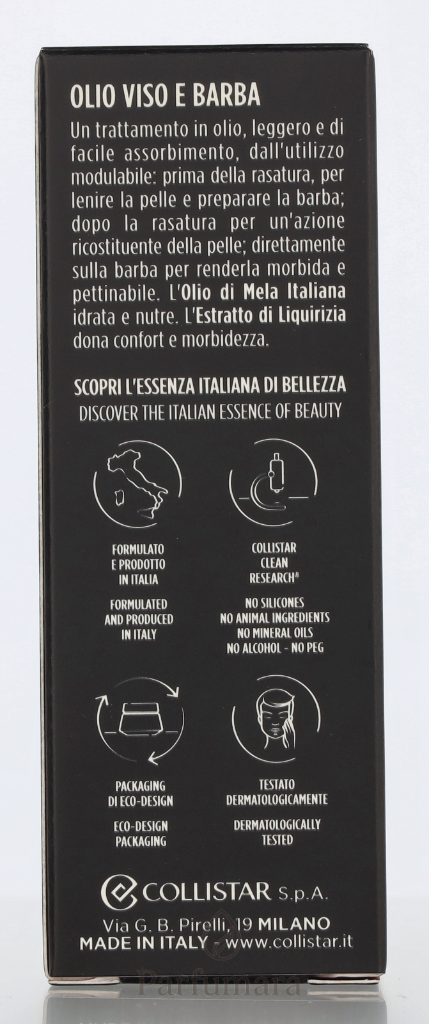 OLIO VISO E BARBA
Un trattamento in olio, leggero e di
facile assorbimento, dall'utilizzo
modulabile: prima della rasatura, per
lenire la pelle e preparare la barba;
dopo la rasatura per un'azione
ricostituente della pelle; direttamente
sulla barba per renderla morbida e
pettinabile. L'Olio di Mela Italiana
idrata e nutre. L'Estratto di Liquirizia
dona confort e morbidezza.
SCOPRI L'ESSENZA ITALIANA DI BELLEZZA
DISCOVER THE ITALIAN ESSENCE OF BEAUTY
FORMULATO
E PRODOTTO
IN ITALIA
FORMULATED
AND PRODUCED
IN ITALY
COLLISTAR
CLEAN
RESEARCH#
NO SILICONES
NO ANIMAL INGREDIENTS
NO MINERAL OILS
NO ALCOHOL - NO PEG
PACKAGING
DI ECO-DESIGN
ECO-DESIGN
PACKAGING
TESTATO
DERMATOLOGICAMENTE
DERMATOLOGICALLY
TESTED
COLLISTAR S.p.A.
Via G. B. Pirelli, 19 MILANO
MADE IN ITALY - www.collistar.it
Parfumara